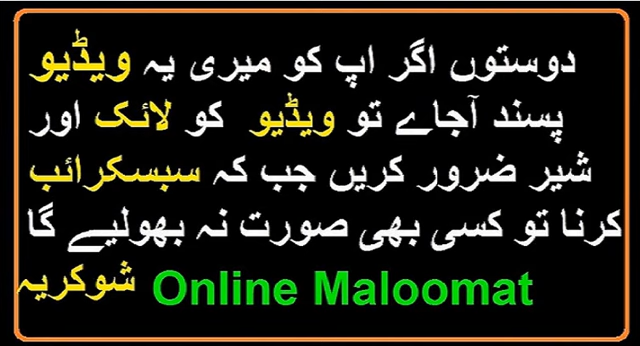 دوستوں اگر اپ کو میری یہ ویڈیو
پسند آجاے تو ویڈیو کو لائک اور
شیر ضرور کریں جب کہ سبسکرائب
کرنا تو کسی بھی صورت نہ بھولیے گا
شوکریہ Online Maloomat